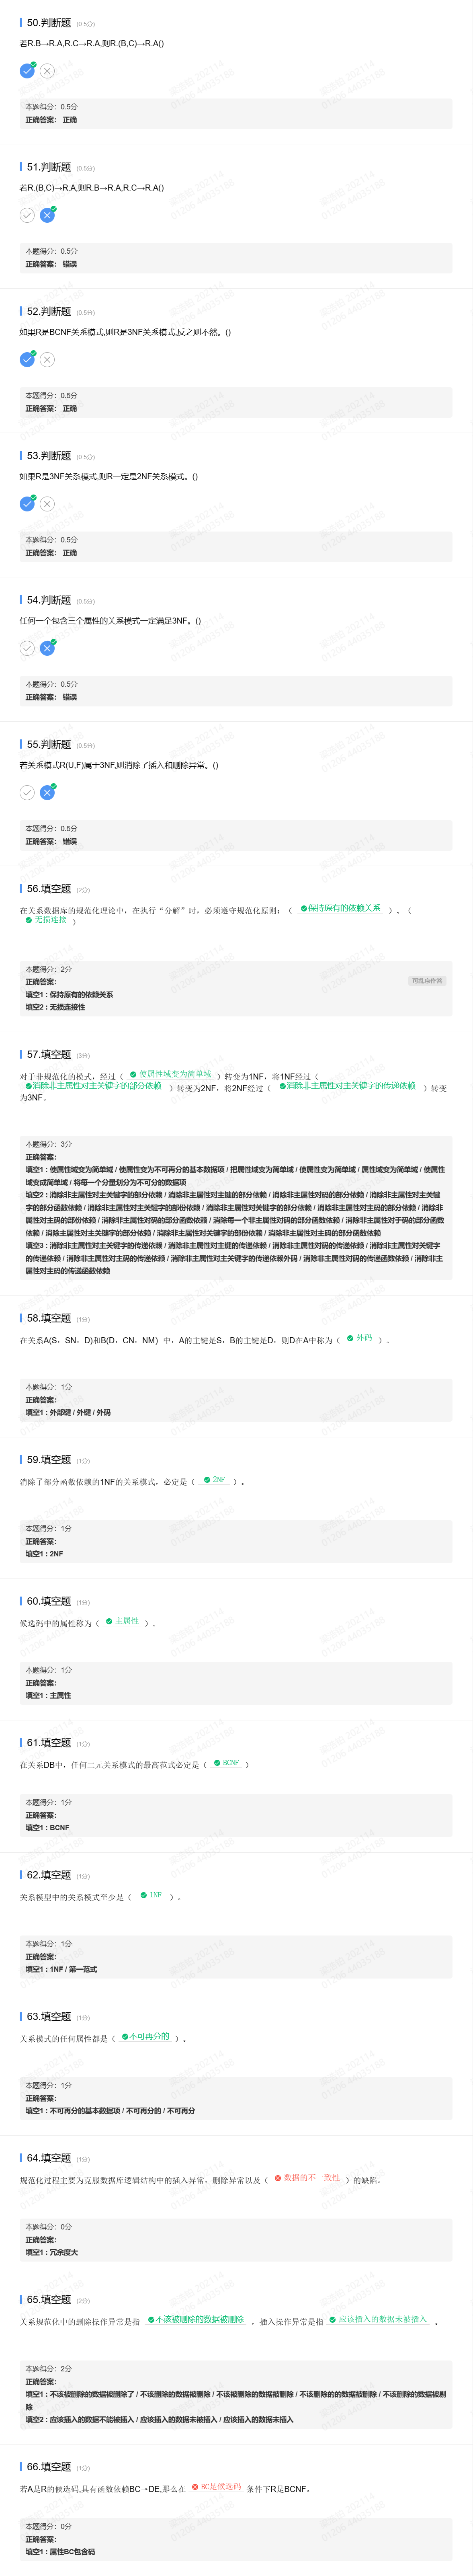 50.判断题 (0.5分)
若R.B→R.A,R.C→R.A,则R.(B,C)→R.A()
本题得分: 0.5分
正确答案: 正确
51.判断题 (0.5分)
若R.(B,C)→R.A,则R.B→R.A,R.C→R.A()
本题得分: 0.5分
正确答案: 错误
52.判断题 (0.5分)
如果R是BCNF关系模式,则R是3NF关系模式,反之则不然。()
本题得分: 0.5分
正确答案: 正确
53.判断题 (0.5分)
如果R是3NF关系模式,则R一定是2NF关系模式。()
本题得分: 0.5分
正确答案: 正确
54.判断题 (0.5分)
任何一个包含三个属性的关系模式一定满足3NF。()
本题得分: 0.5分
正确答案: 错误
55.判断题 (0.5分)
若关系模式R(U,F)属于3NF,则消除了插入和删除异常。()
本题得分: 0.5分
正确答案: 错误
56.填空题 (2分)
在关系数据库的规范化理论中，在执行“分解”时，必须遵守规范化原则：（ 保持原有的依赖关系 ）、（
无损连接 ）
本题得分: 2分
正确答案: 可乱序作答
填空1：保持原有的依赖关系
填空2：无损连接性
57.填空题 (3分)
对于非规范化的模式，经过（ 使属性域变为简单域 ）转变为1NF，将1NF经过（
消除非主属性对主关键字的部分依赖 ）转变为2NF，将2NF经过（ 消除非主属性对主关键字的传递依赖 ）转变
为3NF。
本题得分: 3分
正确答案:
填空1：使属性域变为简单域 / 使属性变为不可再分的基本数据项 / 把属性域变为简单域 / 使属性变为简单域 / 属性域变为简单域 / 使属性
域变成简单域 / 将每一个分量划分为不可分的数据项
填空2：消除非主属性对主关键字的部分依赖 / 消除非主属性对主键的部分依赖 / 消除非主属性对码的部分依赖 / 消除非主属性对主关键
字的部分函数依赖 / 消除非主属性对主关键字的部份依赖 / 消除非主属性对关键字的部分依赖 / 消除非主属性对主码的部分依赖 / 消除非主
属性对主码的部份依赖 / 消除非主属性对码的部分函数依赖 / 消除每一个非主属性对码的部分函数依赖 / 消除非主属性对于码的部分函数
依赖 / 消除主属性对主关键字的部分依赖 / 消除非主属性对关键字的部份依赖 / 消除非主属性对主码的部分函数依赖
填空3：消除非主属性对主关键字的传递依赖 / 消除非主属性对主键的传递依赖 / 消除非主属性对码的传递依赖 / 消除非主属性对关键字
的传递依赖 / 消除非主属性对主码的传递依赖 / 消除非主属性对主关键字的传递依赖外码 / 消除非主属性对码的传递函数依赖 / 消除非主
属性对主码的传递函数依赖
58.填空题 (1分)
在关系A(S，SN，D)和B(D，CN，NM）中，A的主键是S，B的主键是D，则D在A中称为（ 外码 ）。
本题得分: 1分
正确答案:
填空1：外部键 / 外键 / 外码
59.填空题 (1分)
消除了部分函数依赖的1NF的关系模式，必定是（ 2NF ）。
本题得分: 1分
正确答案:
填空1：2NF
60.填空题 (1分)
候选码中的属性称为（ 主属性 ）。
本题得分: 1分
正确答案:
填空1：主属性
61.填空题 (1分)
在关系DB中，任何二元关系模式的最高范式必定是（ BCNF ）
本题得分: 1分
正确答案:
填空1：BCNF
62.填空题 (1分)
关系模型中的关系模式至少是（ 1NF ）。
本题得分: 1分
正确答案:
填空1：1NF / 第一范式
63.填空题 (1分)
关系模式的任何属性都是（ 不可再分的 ）。
本题得分: 1分
正确答案:
填空1：不可再分的基本数据项 / 不可再分的 / 不可再分
64.填空题 (1分)
规范化过程主要为克服数据库逻辑结构中的插入异常，删除异常以及（ 数据的不一致性 ）的缺陷。
本题得分: 0分
正确答案:
填空1：冗余度大
65.填空题 (2分)
关系规范化中的删除操作异常是指 不该被删除的数据被删除 ，插入操作异常是指 应该插入的数据未被插入 。
本题得分: 2分
正确答案:
填空1：不该被删除的数据被删除了 / 不该删除的数据被删除 / 不该被删除的数据被删除 / 不该删除的的数据被删除 / 不该删除的数据被剔
除
填空2：应该插入的数据不能被插入 / 应该插入的数据未被插入 / 应该插入的数据未插入
66.填空题 (1分)
若A是R的候选码,具有函数依赖BC→DE,那么在 BC是候选码 条件下R是BCNF。
本题得分: 0分
正确答案:
填空1：属性BC包含码